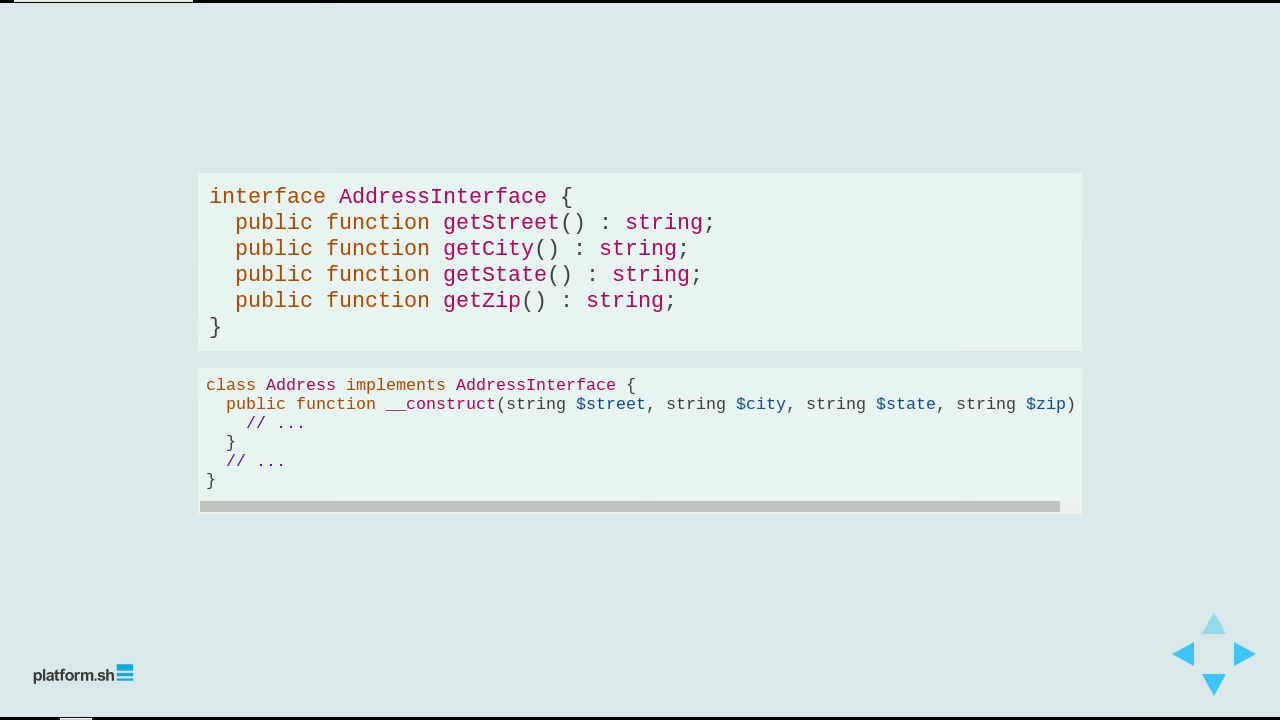 interface AddressInterface {
  public function getStreet() : string;
  public function getCity() : string;
  public function getState() : string;
  public function getZip() : string;
}
class Address implements AddressInterface {
  public function __construct(string $street, string $city, string $state, string $zip)
    // ...
  }
  // ...
}
platform.sh